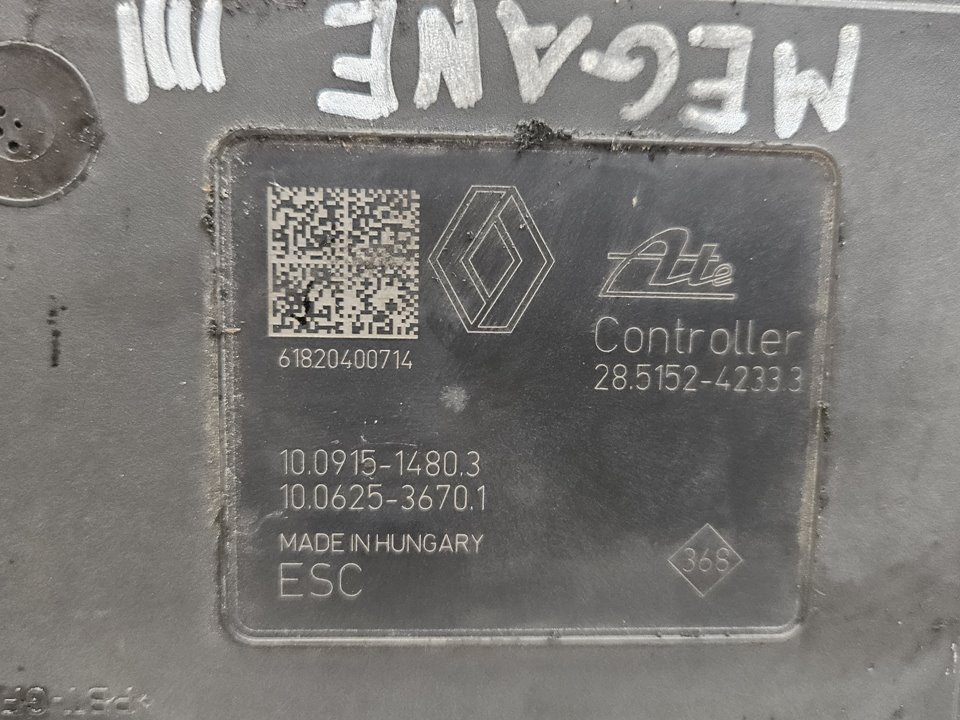 MEGANE III
Ate
Controller
28.5152-4233.3
61820400714
10.0915-1480.3
10.0625-3670.1
MADE IN HUNGARY
ESC
368